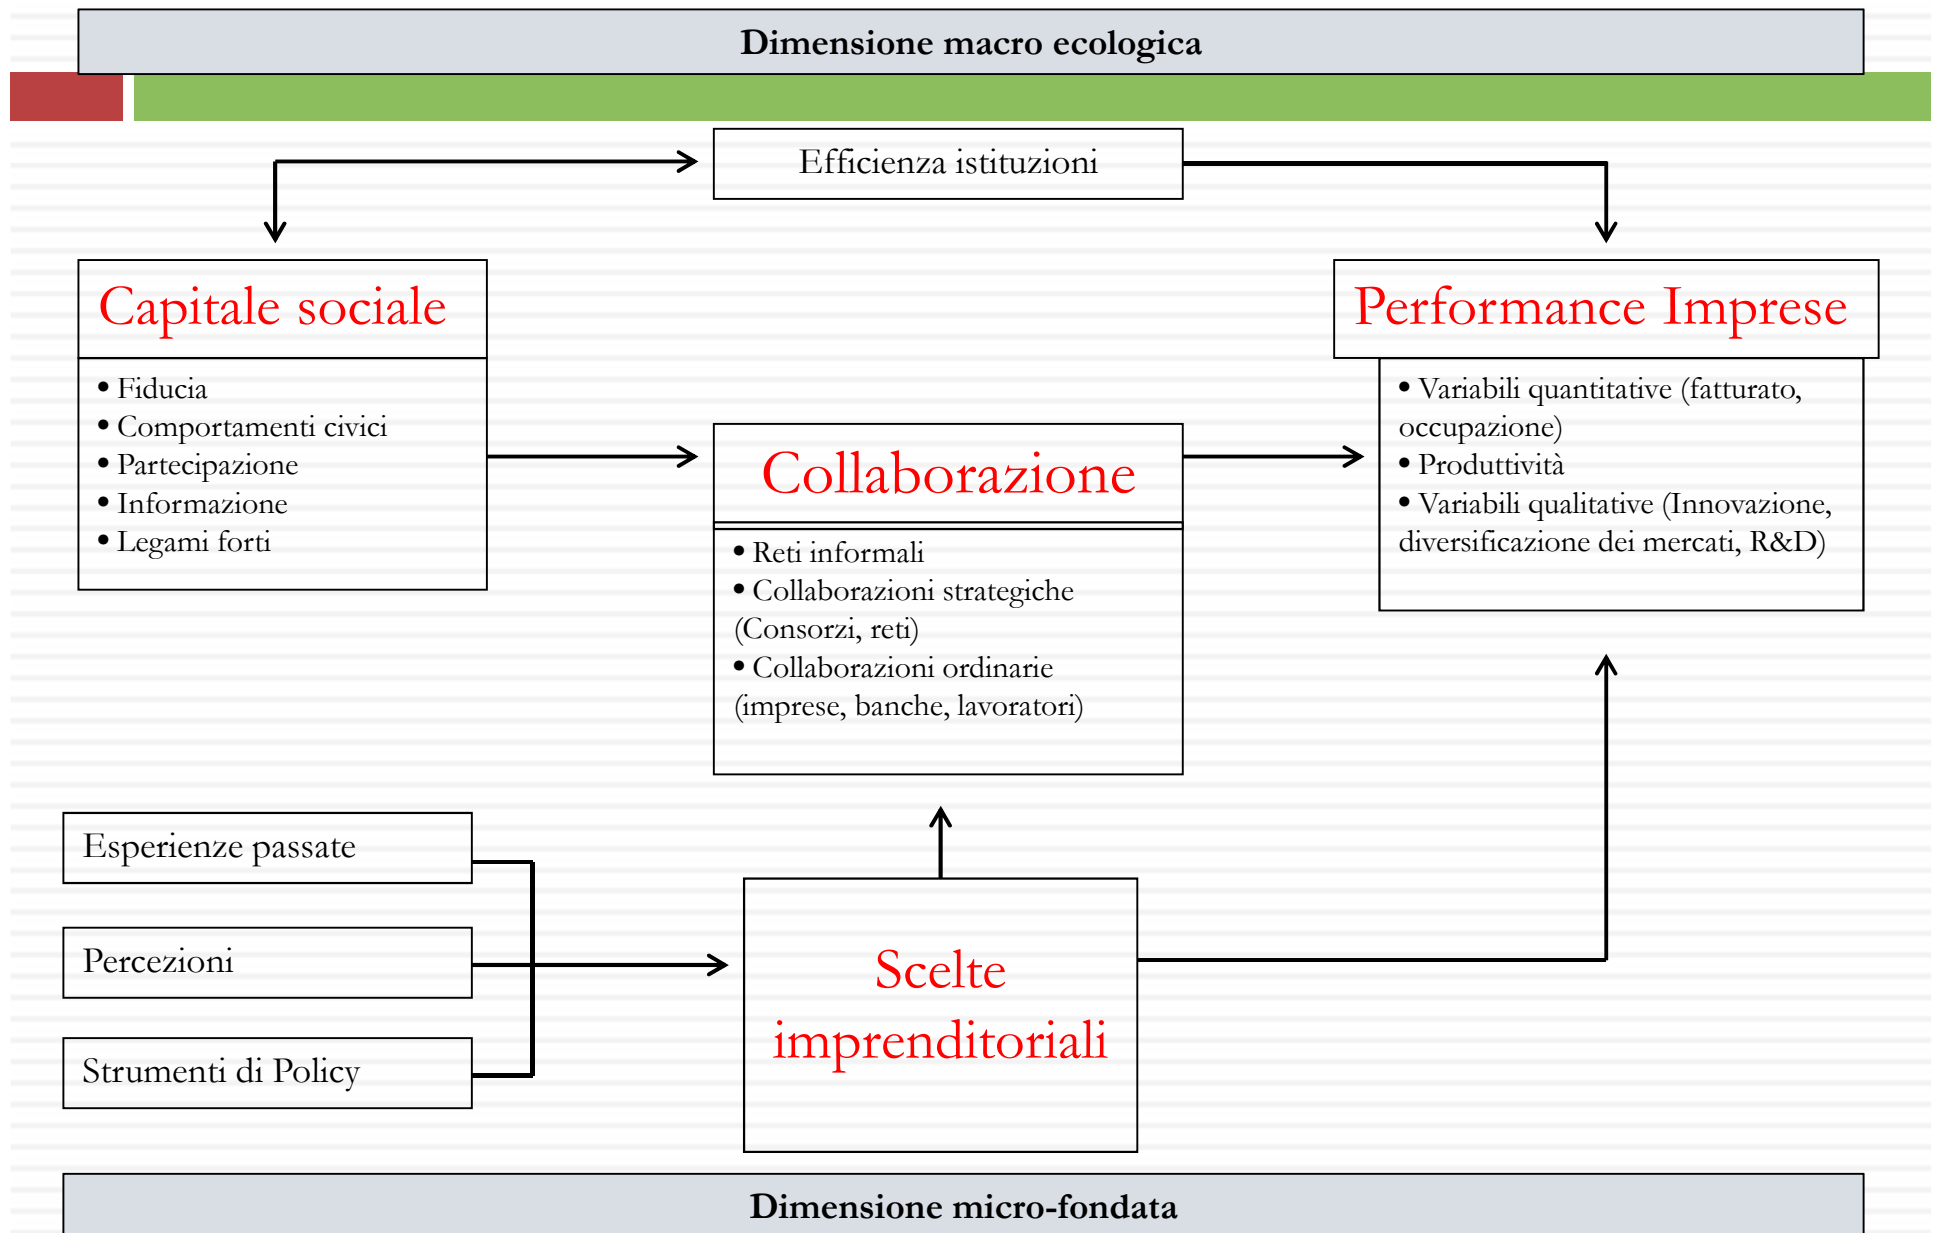 Dimensione macro ecologica
Efficienza istituzioni
Capitale sociale
• Fiducia
• Comportamenti civici
• Partecipazione
• Informazione
• Legami forti
Collaborazione
• Reti informali
• Collaborazioni strategiche
(Consorzi, reti)
• Collaborazioni ordinarie
(imprese, banche, lavoratori)
Performance Imprese
• Variabili quantitative (fatturato,
occupazione)
• Produttività
• Variabili qualitative (Innovazione,
diversificazione dei mercati, R&D)
Esperienze passate
Percezioni
Strumenti di Policy
Scelte
imprenditoriali
Dimensione micro-fondata